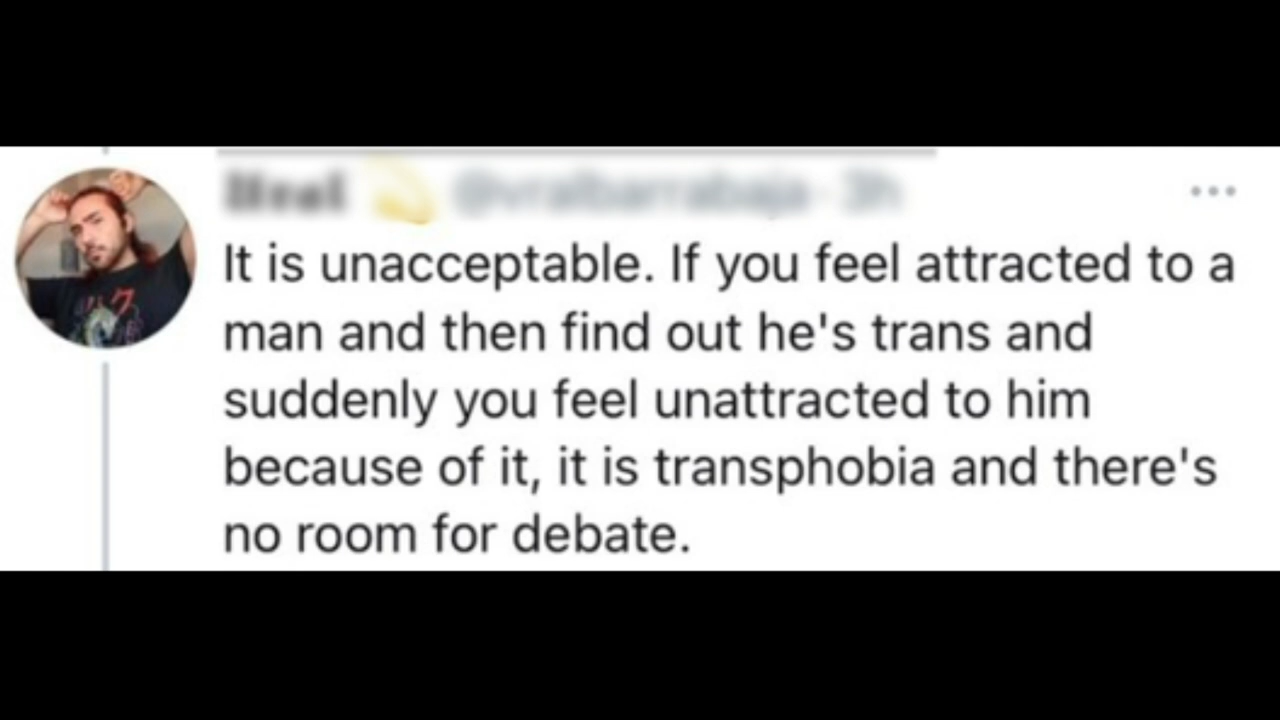 It is unacceptable. If you feel attracted to a
man and then find out he's trans and
suddenly you feel unattracted to him
because of it, it is transphobia and there's
no room for debate.